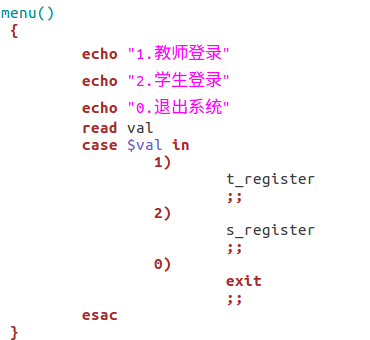 menu()
{
echo "1.教师登录"
echo "2.学生登录"
echo "0.退出系统"
read val
case $val in
1)
t_register
;;
2)
s_register
;;
0)
exit
;;
esac
}